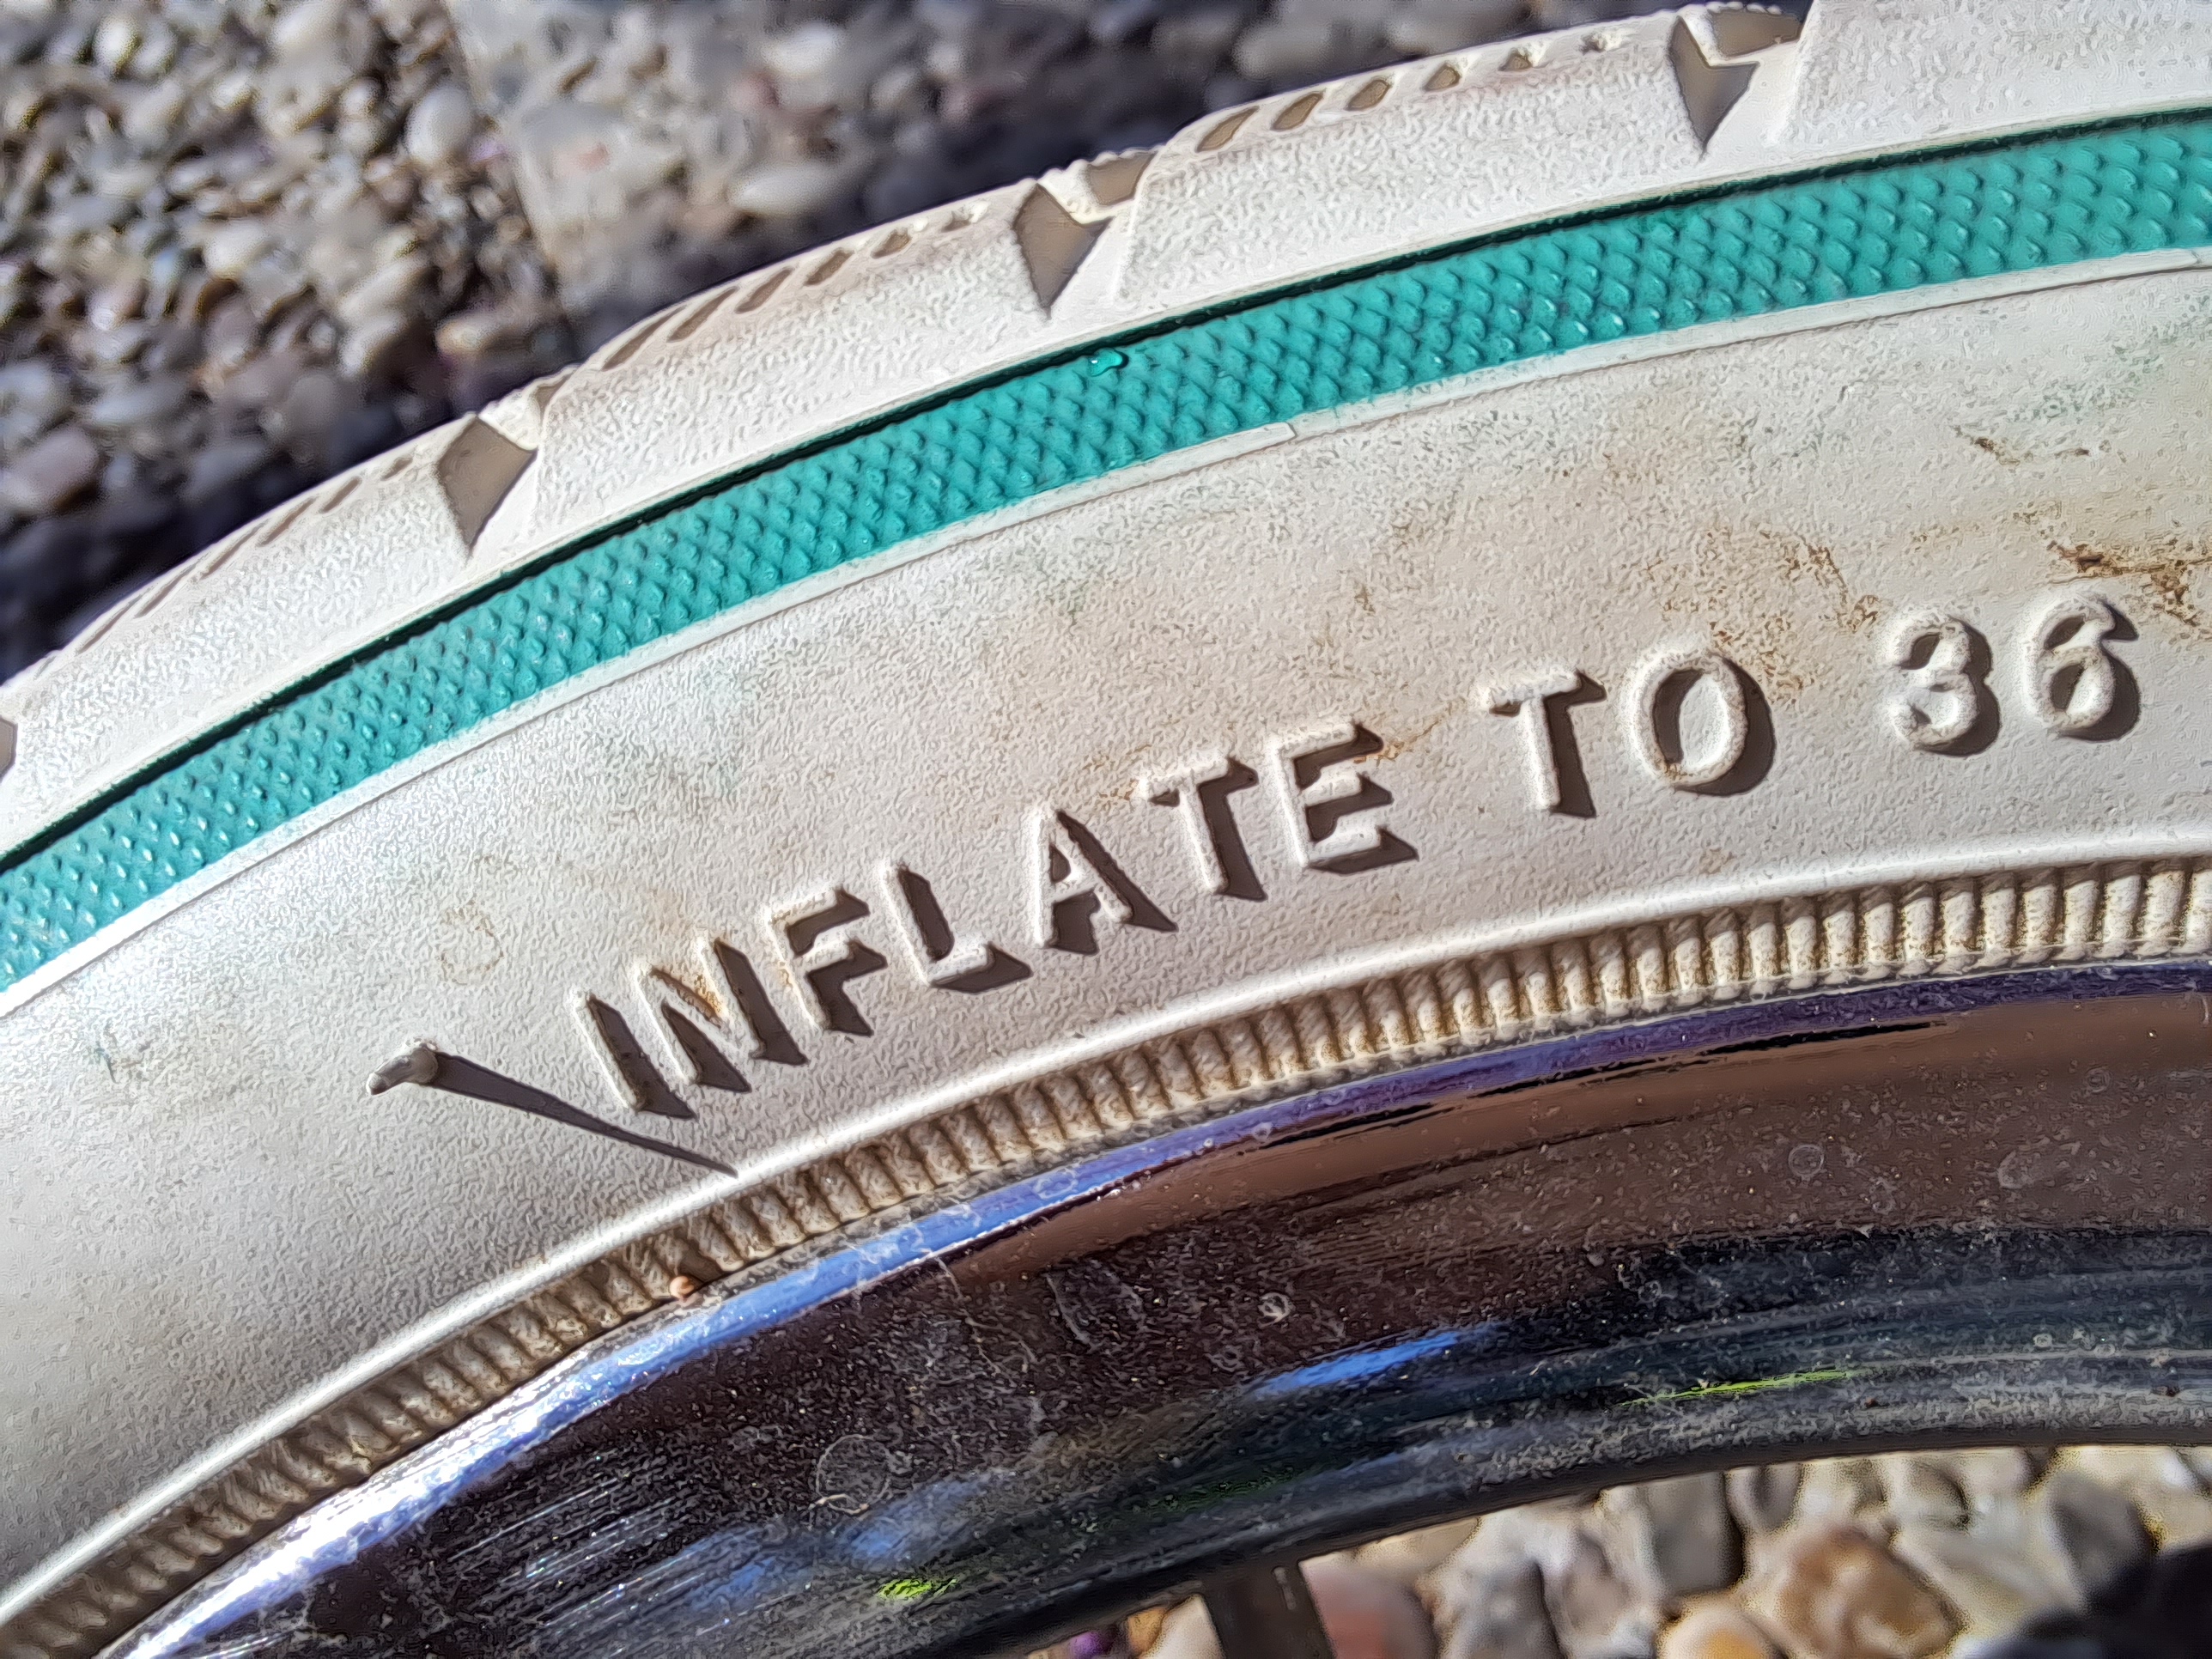 INFLATE TO 36